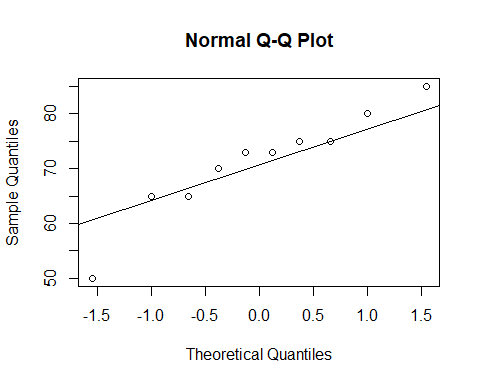 Normal Q-Q Plot
Sample Quantiles
80
70
60
50
-1.5 -1.0 -0.5 0.0 0.5 1.0 1.5
Theoretical Quantiles